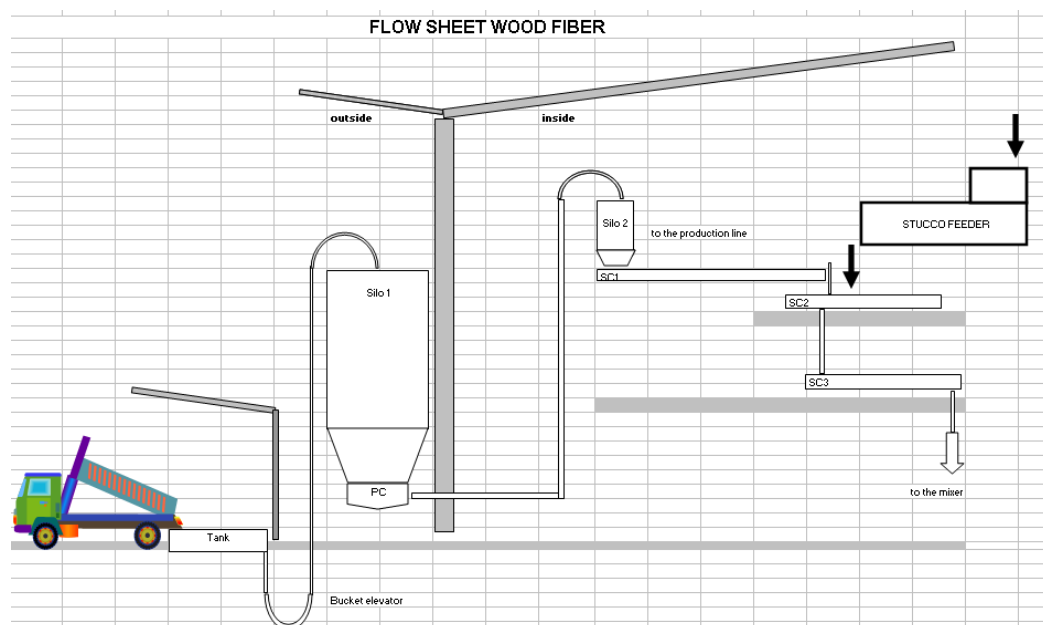 FLOW SHEET WOOD FIBER
outside
inside
Silo 2
to the production line
STUCCO FEEDER
SC1
Silo 1
SC2
SC3
PC
to the mixer
Tank
Bucket elevator